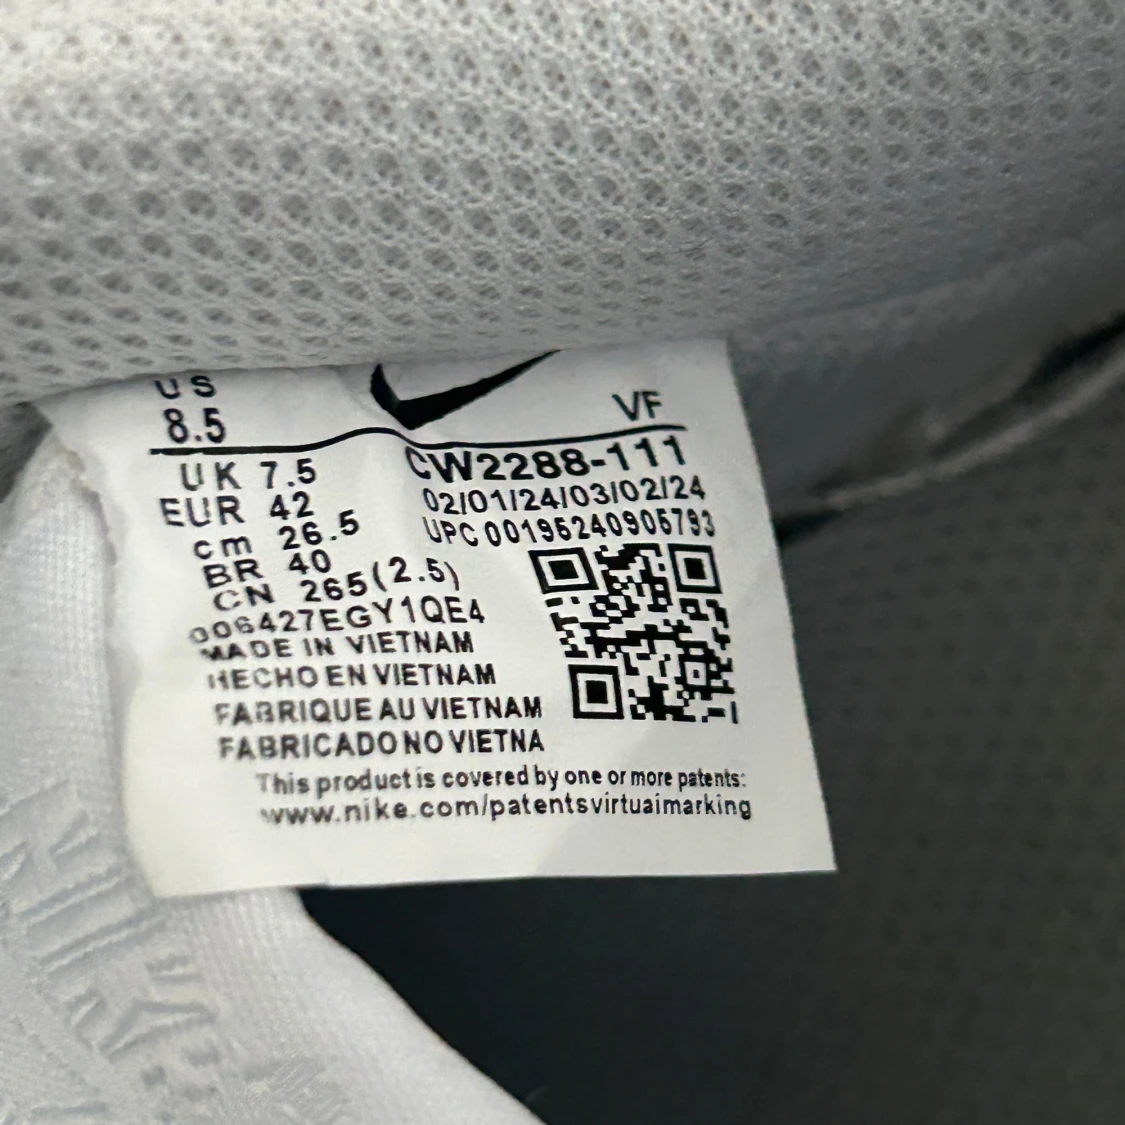 US
8.5
VF
UK 7.5
EUR 42
cm 26.5
BR 40
CN 265(2.5)
CW2288-111
02/01/24/03/02/24
UPC 00195240905793
006427EGY1QE4
MADE IN VIETNAM
HECHO EN VIETNAM
FABRIQUE AU VIETNAM
FABRICADO NO VIETNA
This product is covered by one or more patents:
www.nike.com/patentsvirtuaimarking
NIKE